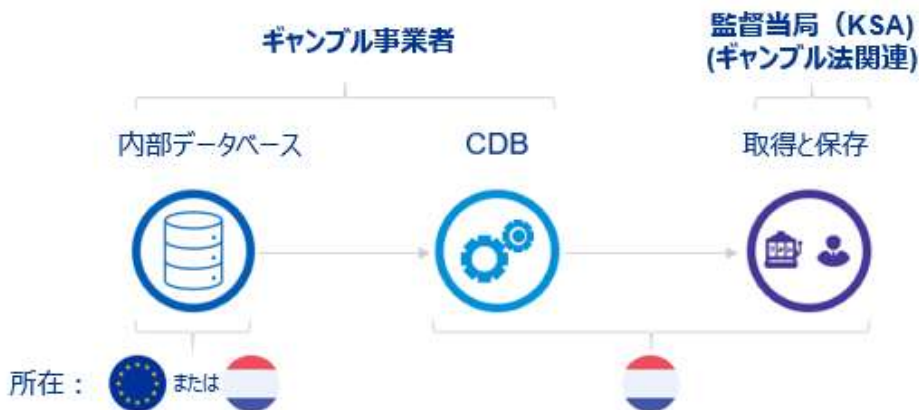 ギャンブル事業者
監督当局（KSA)
(ギャンブル法関連)
内部データベース
CDB
取得と保存
所在：
または